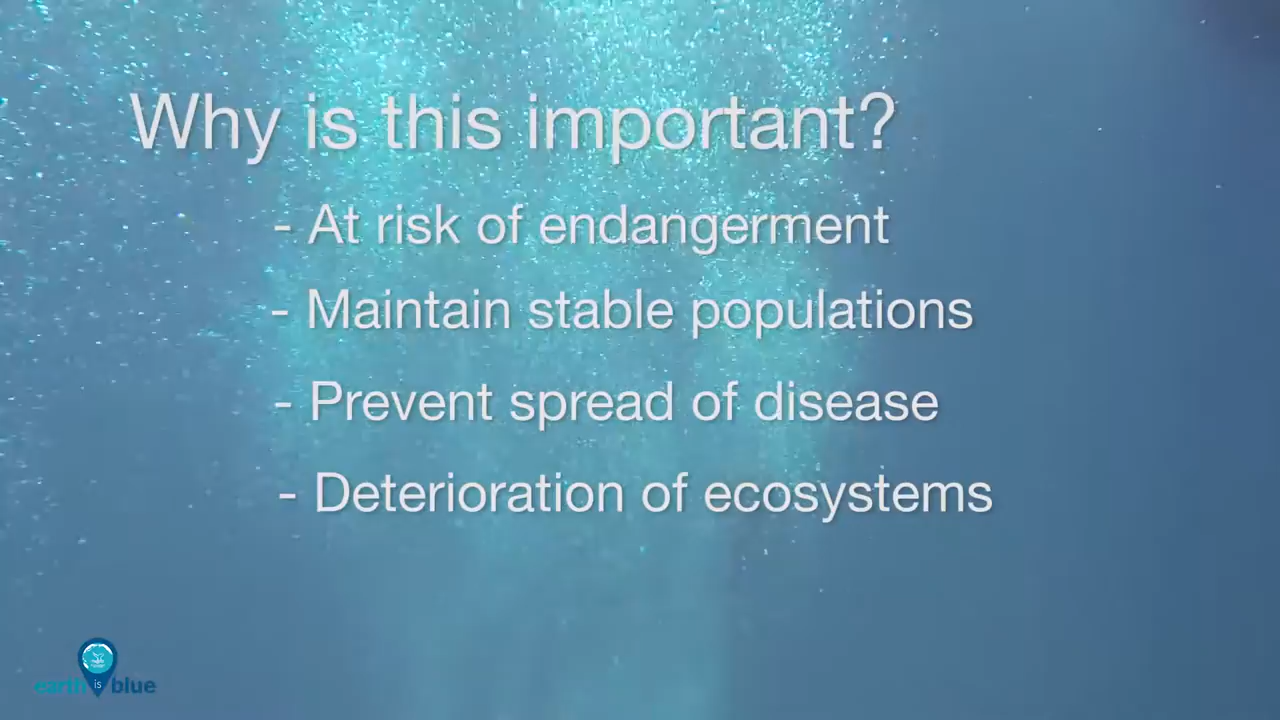 Why is this important?
- At risk of endangerment
- Maintain stable populations
- Prevent spread of disease
- Deterioration of ecosystems
earth is blue